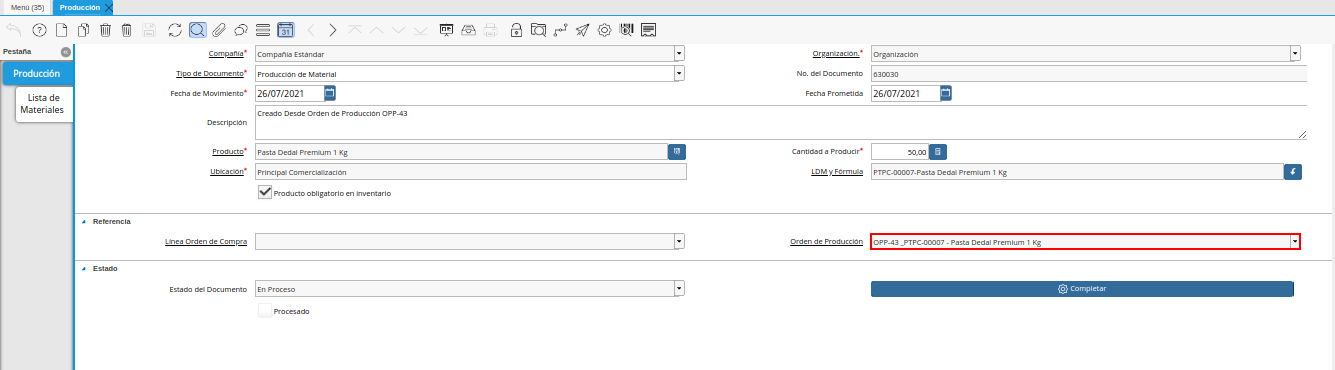 Menú (35) Producción
31
Pestaña
Producción
Lista de
Materiales
Compañía* Compañía Estándar Organización.* Organización
Tipo de Documento* Producción de Material No. del Documento 630030
Fecha de Movimiento* 26/07/2021 Fecha Prometida 26/07/2021
Descripción Creado Desde Orden de Producción OPP-43
Producto* Pasta Dedal Premium 1 Kg Cantidad a Producir* 50,00
Ubicación* Principal Comercialización LDM y Fórmula PTPC-00007-Pasta Dedal Premium 1 Kg
Producto obligatorio en inventario
Referencia
Línea Orden de Compra Orden de Producción OPP-43 _PTPC-00007 - Pasta Dedal Premium 1 Kg
Estado
Estado del Documento En Proceso Completar
Procesado